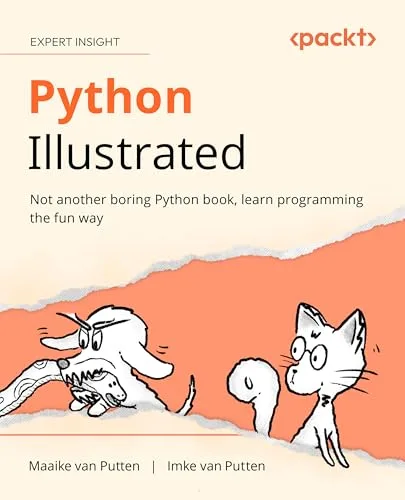 EXPERT INSIGHT
<packt>
Python
Illustrated
Not another boring Python book, learn programming
the fun way
Maaike van Putten | Imke van Putten